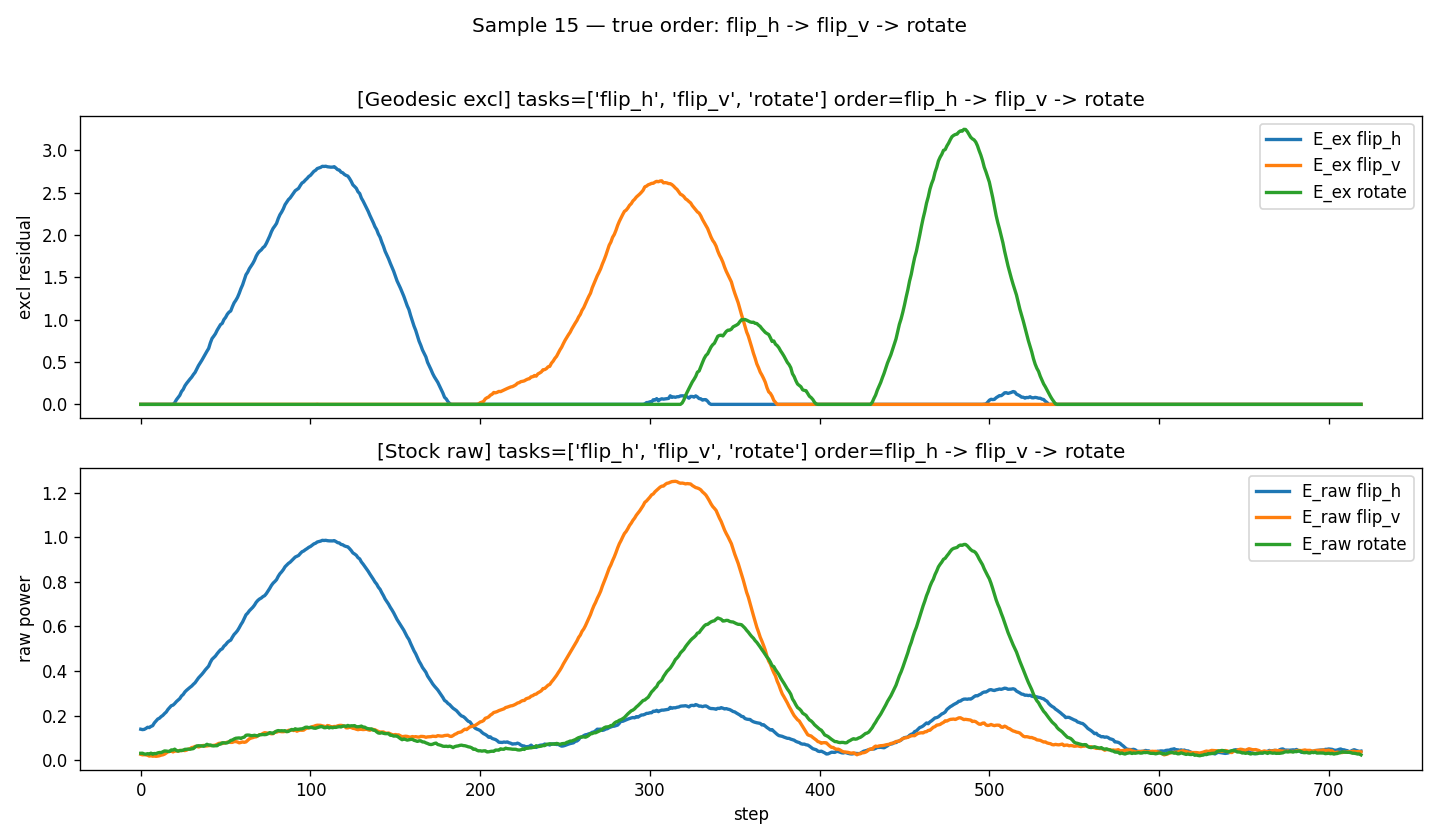 Sample 15 — true order: flip_h -> flip_v -> rotate
[Geodesic excl] tasks=['flip_h', 'flip_v', 'rotate'] order=flip_h -> flip_v -> rotate
excl residual
3.0
2.5
2.0
1.5
1.0
0.5
0.0
E_ex flip_h
E_ex flip_v
E_ex rotate
[Stock raw] tasks=['flip_h', 'flip_v', 'rotate'] order=flip_h -> flip_v -> rotate
raw power
1.2
1.0
0.8
0.6
0.4
0.2
0.0
E_raw flip_h
E_raw flip_v
E_raw rotate
0 100 200 300 400 500 600 700
step